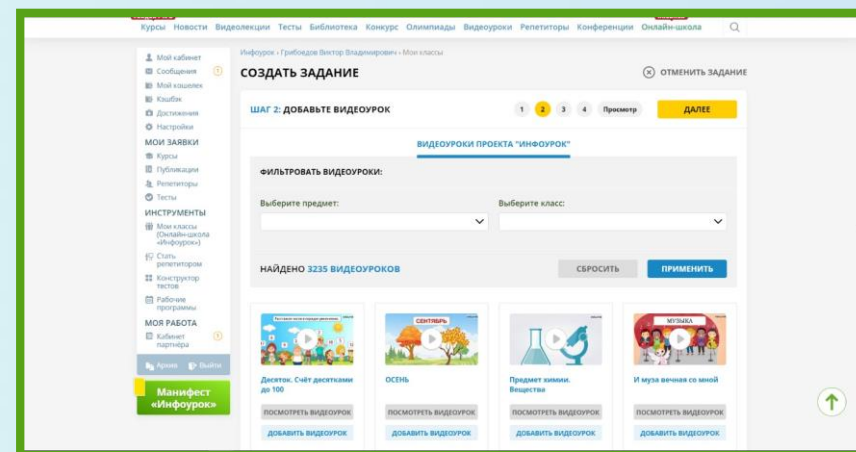 Курсы Новости Видеолекции Тесты Библиотека Конкурс Олимпиады Видеоуроки Репетиторы Конференции Онлайн-школа
Инфоурок › Грибоедов Виктор Владимирович › Мои классы
Мой кабинет
Сообщения
Мой кошелек
Кэшбэк
Достижения
Настройки
МОИ ЗАЯВКИ
Курсы
Публикации
Репетиторы
Тесты
ИНСТРУМЕНТЫ
Мои классы
(Онлайн-школа
«Инфоурок»)
Стать
репетитором
Конструктор
тестов
Рабочие
программы
МОЯ РАБОТА
Кабинет
партнёра
Архив Выйти
Манифест
«Инфоурок»
СОЗДАТЬ ЗАДАНИЕ
ОТМЕНИТЬ ЗАДАНИЕ
ШАГ 2: ДОБАВЬТЕ ВИДЕОУРОК
1 2 3 4 Просмотр ДАЛЕЕ
ВИДЕОУРОКИ ПРОЕКТА "ИНФОУРОК"
ФИЛЬТРОВАТЬ ВИДЕОУРОКИ:
Выберите предмет: Выберите класс:
НАЙДЕНО 3235 ВИДЕОУРОКОВ
СБРОСИТЬ ПРИМЕНИТЬ
СЕНТЯБРЬ
МУЗЫКА
Десяток. Счёт десятками
до 100
ПОСМОТРЕТЬ ВИДЕОУРОК
ДОБАВИТЬ ВИДЕОУРОК
ОСЕНЬ
ПОСМОТРЕТЬ ВИДЕОУРОК
ДОБАВИТЬ ВИДЕОУРОК
Предмет химии.
Вещества
ПОСМОТРЕТЬ ВИДЕОУРОК
ДОБАВИТЬ ВИДЕОУРОК
И муза вечная со мной
ПОСМОТРЕТЬ ВИДЕОУРОК
ДОБАВИТЬ ВИДЕОУРОК